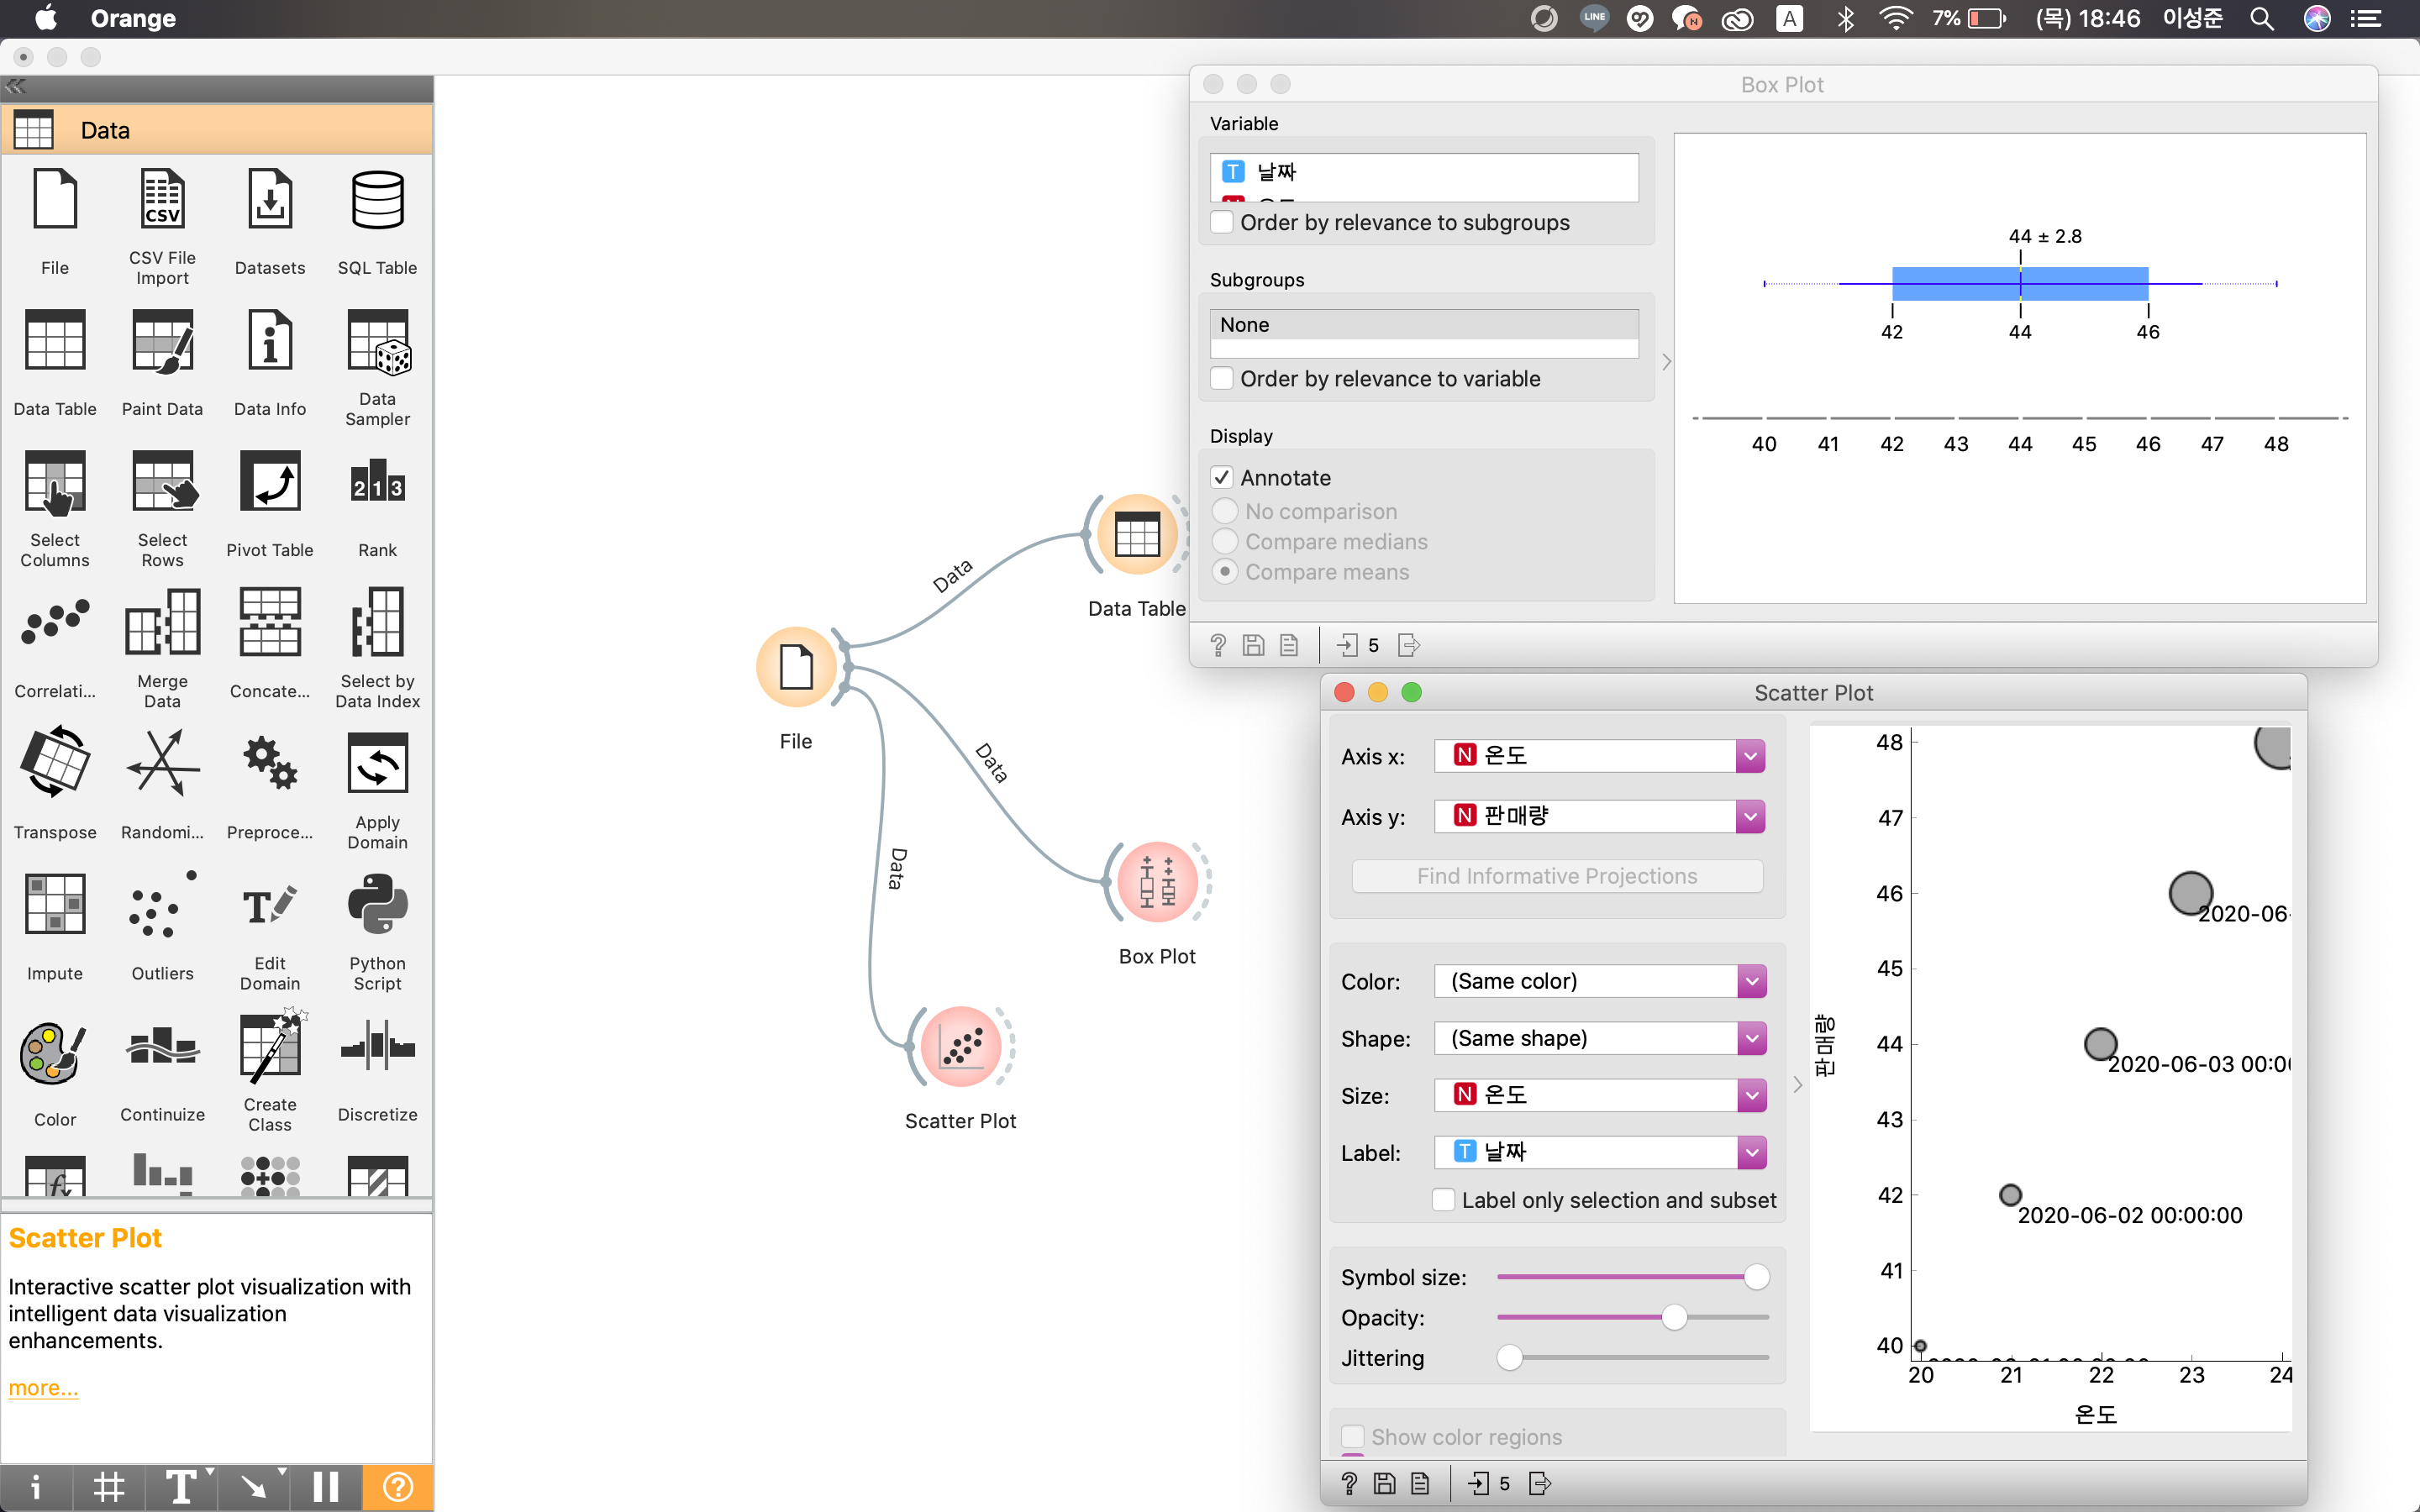 Orange
LINE
N
A
7%
(목) 18:46
이성준
Data
File
CSV
CSV File
Import
Datasets
SQL Table
Data Table
Paint Data
Data Info
Data
Sampler
Select
Columns
Select
Rows
Pivot Table
213
Rank
Correlati...
Merge
Data
Concate...
Select by
Data Index
Transpose
Randomi...
Preproce...
Apply
Domain
Impute
Outliers
Edit
Domain
Python
Script
Color
Continuize
Create
Class
Discretize
Scatter Plot
Interactive scatter plot visualization with
intelligent data visualization
enhancements.
more...
File
Data
Data
Data
Data Table
Box Plot
Scatter Plot
Box Plot
Variable
T 날짜
Order by relevance to subgroups
Subgroups
None
Order by relevance to variable
Display
Annotate
No comparison
Compare medians
Compare means
5
44 ± 2.8
42 44 46
40 41 42 43 44 45 46 47 48
Scatter Plot
Axis x: N 온도
Axis y: N 판매량
Find Informative Projections
Color: (Same color)
Shape: (Same shape)
Size: N 온도
Label: T 날짜
Label only selection and subset
Symbol size:
Opacity:
Jittering
Show color regions
5
판매량
48
47
46
2020-06-
45
44
2020-06-03 00:0
43
42
2020-06-02 00:00:00
41
40
20 21 22 23 24
온도